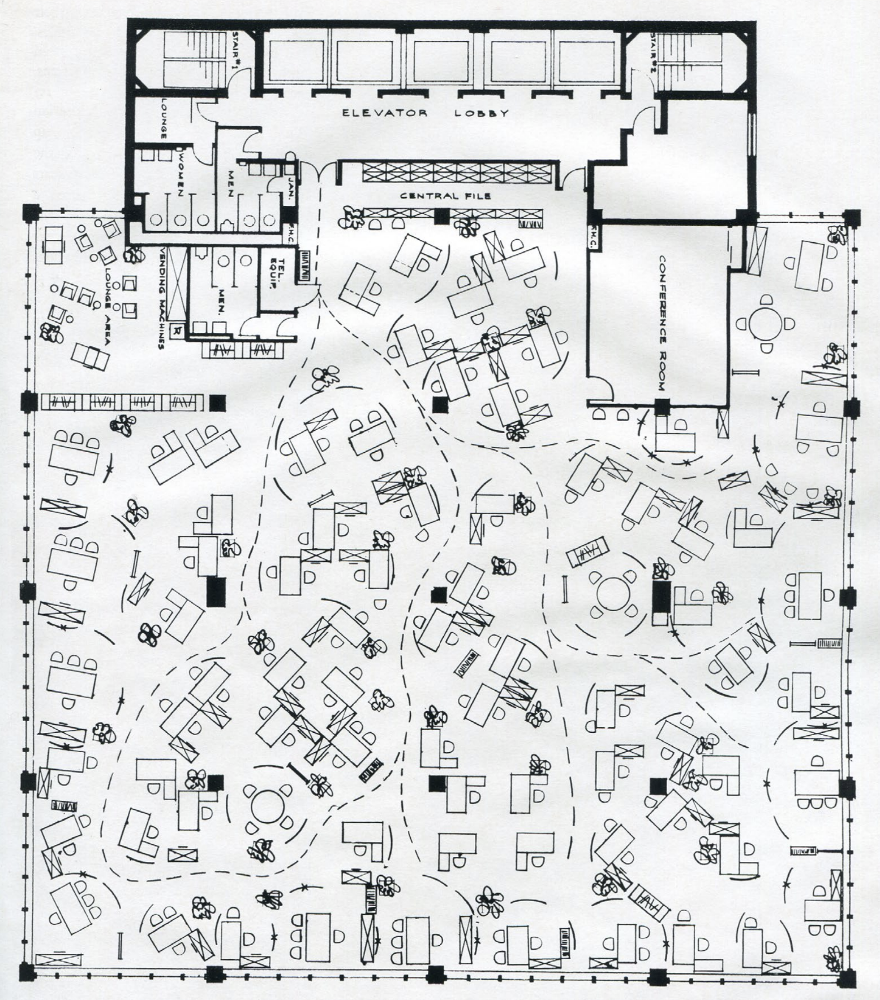 STAIR #1
STAIR #2
ELEVATOR LOBBY
LOUNGE
WOMEN
MEN
JAN.
CENTRAL FILE
F.H.C.
F.H.C.
VENDING MACHINES
LOUNGE AREA
TEL.
EQUIP.
MEN.
R
CONFERENCE ROOM